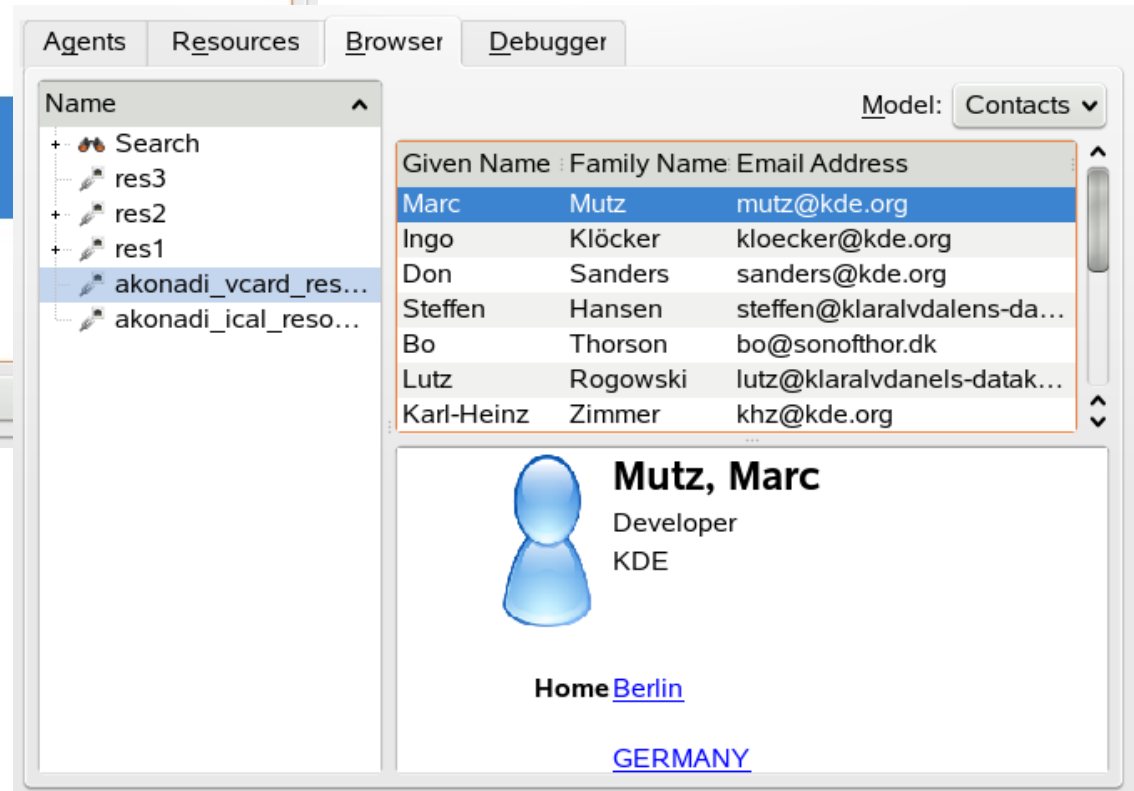 Agents Resources Browser Debugger
Name
Search
res3
res2
res1
akonadi_vcard_res...
akonadi_ical_reso...
Model: Contacts
Given Name Family Name Email Address
Marc Mutz mutz@kde.org
Ingo Klöcker kloecker@kde.org
Don Sanders sanders@kde.org
Steffen Hansen steffen@klaralvdalens-da...
Bo Thorson bo@sonofthor.dk
Lutz Rogowski lutz@klaralvdanels-datak...
Karl-Heinz Zimmer khz@kde.org
Mutz, Marc
Developer
KDE
Home Berlin
GERMANY